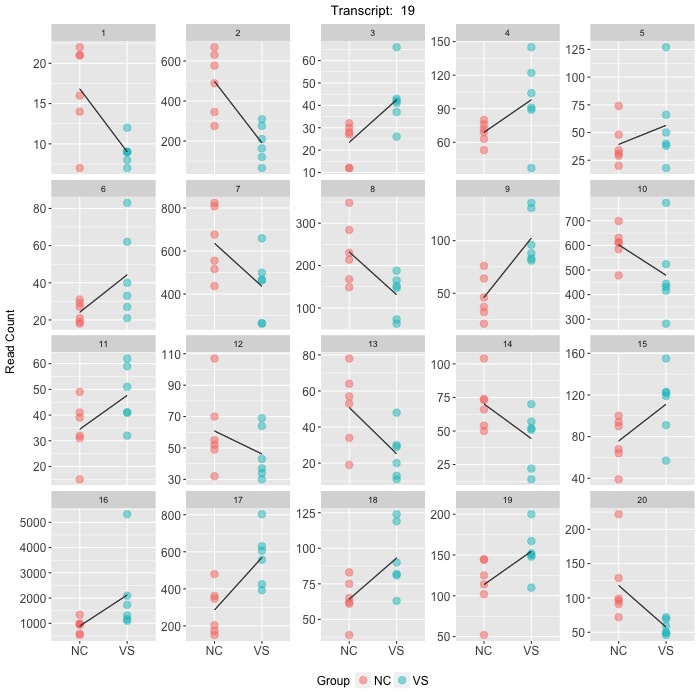 Transcript: 19
1 2 3 4 5
20 15 10
600 400 200
60 50 40 30 20 10
150 120 90 60
125 100 75 50 25
6 7 8 9 10
80 60 40 20
800 600 400
300 200 100
100 50
700 600 500 400 300
11 12 13 14 15
60 50 40 30 20
110 90 70 50 30
80 60 40 20
100 75 50 25
160 120 80 40
16 17 18 19 20
5000 4000 3000 2000 1000
800 600 400 200
125 100 75 50
200 150 100 50
200 150 100 50
Read Count
NC VS NC VS NC VS NC VS NC VS
Group NC VS